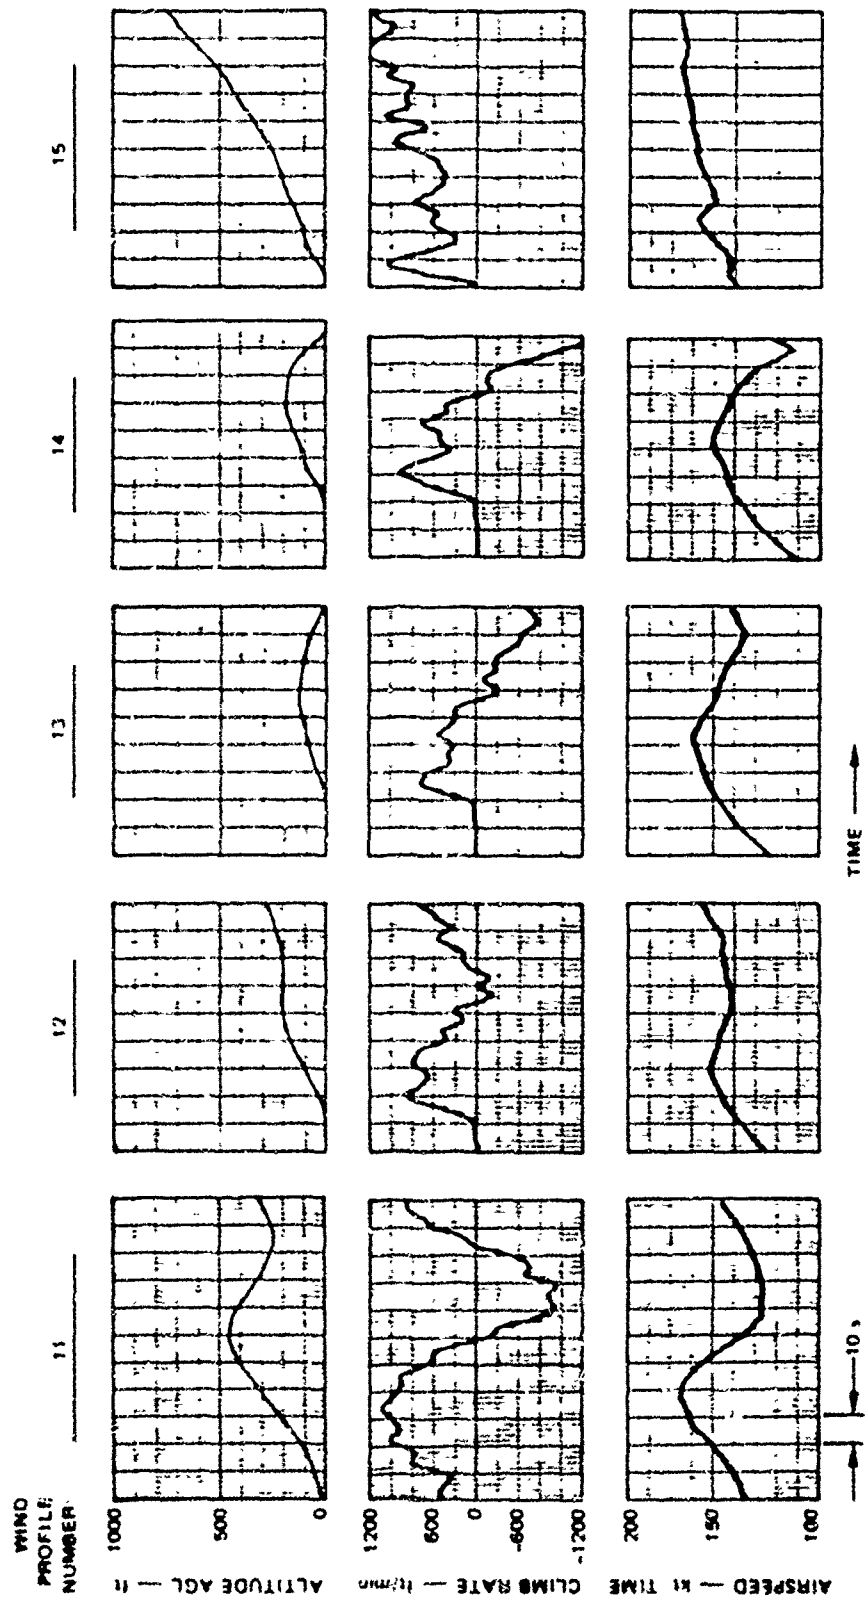 WIND
PROFILE
NUMBER
11
12
13
14
15
ALTITUDE AGL — ft
1000
500
0
CLIMB RATE — ft/min
1200
600
0
-600
-1200
AIRSPEED — kt TIME
200
150
100
10 s
TIME